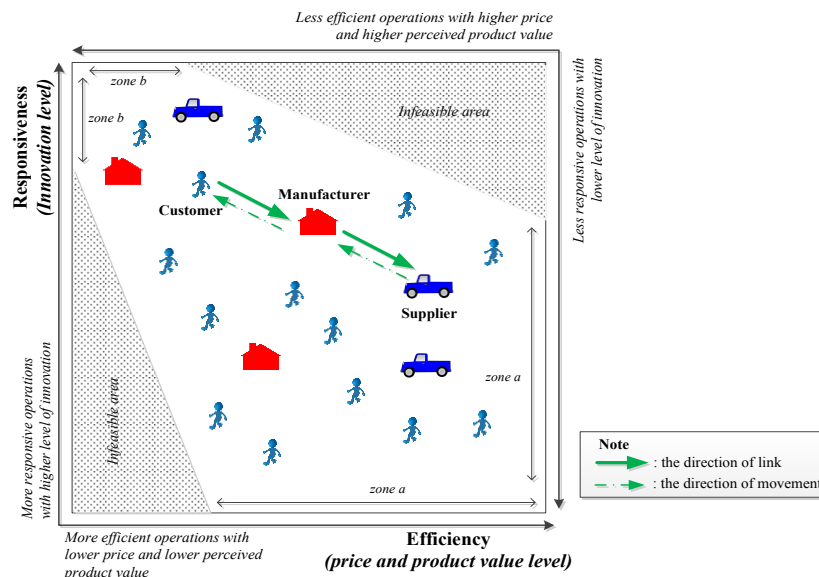 Less efficient operations with higher price
and higher perceived product value
zone b
zone b
Infeasible area
Responsiveness
(Innovation level)
Less responsive operations with
lower level of innovation
Manufacturer
Customer
Supplier
zone a
More responsive operations
with higher level of innovation
Infeasible area
zone a
Note
: the direction of link
: the direction of movement
More efficient operations with
lower price and lower perceived
product value
Efficiency
(price and product value level)